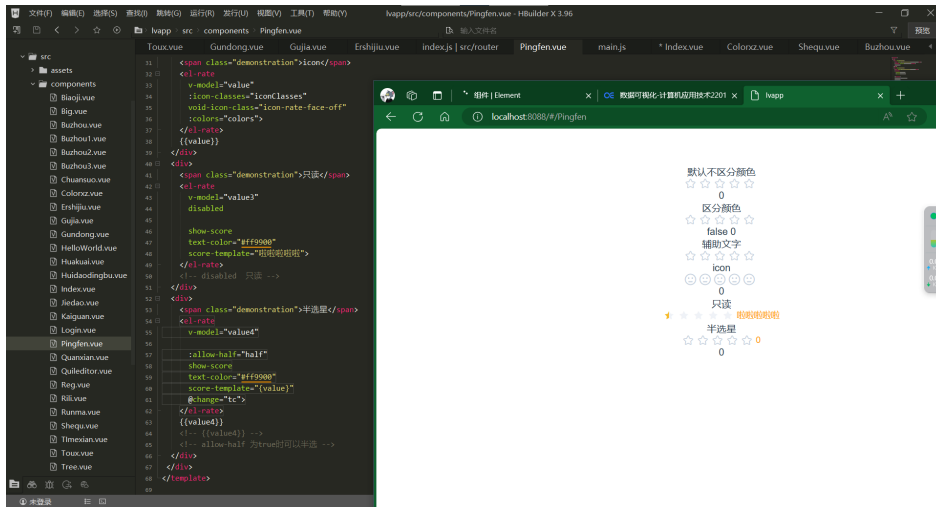 文件(F) 编辑(E) 选择(S) 查找(I) 跳转(G) 运行(R) 发行(U) 视图(V) 工具(T) 帮助(Y) lvapp/src/components/Pingfen.vue - HBuilder X 3.96
lvapp src components Pingfen.vue 输入文件名 预览
Toux.vue Gundong.vue Gujia.vue Ershijiu.vue index.js | src/router Pingfen.vue main.js * Index.vue Colorxz.vue Shequ.vue Buzhou.vue
src
assets
components
Biaoji.vue
Big.vue
Buzhou.vue
Buzhou1.vue
Buzhou2.vue
Buzhou3.vue
Chuansuo.vue
Colorxz.vue
Ershijiu.vue
Gujia.vue
Gundong.vue
HelloWorld.vue
Huakuai.vue
Huidaodingbu.vue
Index.vue
Jiedao.vue
Kaiguan.vue
Login.vue
Pingfen.vue
Quanxian.vue
Quileditor.vue
Reg.vue
Rili.vue
Runma.vue
Shequ.vue
TImexian.vue
Toux.vue
Tree.vue
未登录
31 <span class="demonstration">icon</span>
32 <el-rate
33 v-model="value"
34 :icon-classes="iconClasses"
35 void-icon-class="icon-rate-face-off"
36 :colors="colors">
37 </el-rate>
38 {{value}}
39 </div>
40 <div>
41 <span class="demonstration">只读</span>
42 <el-rate
43 v-model="value3"
44 disabled
45
46 show-score
47 text-color="#ff9900"
48 score-template="啦啦啦啦啦">
49 </el-rate>
50 <!-- disabled 只读 -->
51 </div>
52 <div>
53 <span class="demonstration">半选星</span>
54 <el-rate
55 v-model="value4"
56
57 :allow-half="half"
58 show-score
59 text-color="#ff9900"
60 score-template="{value}"
61 @change="tc">
62 </el-rate>
63 {{value4}}
64 <!-- {{value4}} -->
65 <!-- allow-half 为true时可以半选 -->
66 </div>
67 </div>
68 </template>
69
组件 | Element 数据可视化-计算机应用技术2201 lvapp
localhost:8088/#/Pingfen
默认不区分颜色
0
区分颜色
false 0
辅助文字
icon
0
只读
啦啦啦啦啦
半选星
0
0